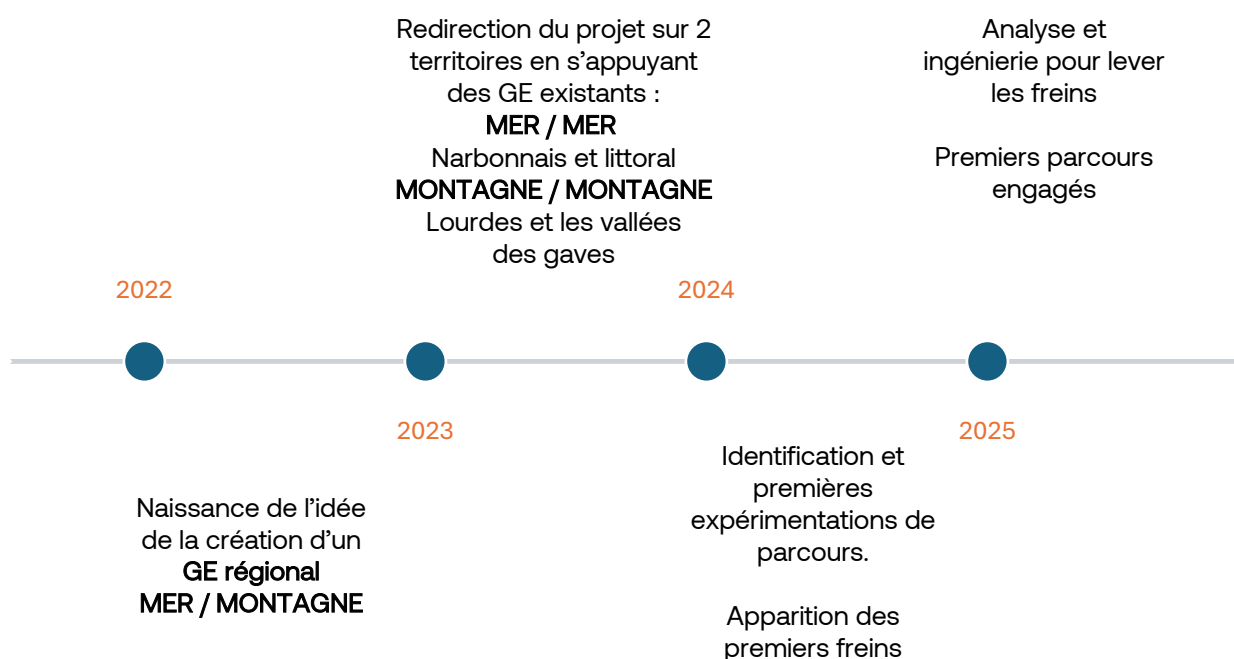 2022
Naissance de l’idée
de la création d’un
GE régional
MER / MONTAGNE
Redirection du projet sur 2
territoires en s’appuyant
des GE existants :
MER / MER
Narbonnais et littoral
MONTAGNE / MONTAGNE
Lourdes et les vallées
des gaves
2023
2024
Identification et
premières
expérimentations de
parcours.
Apparition des
premiers freins
Analyse et
ingénierie pour lever
les freins
Premiers parcours
engagés
2025